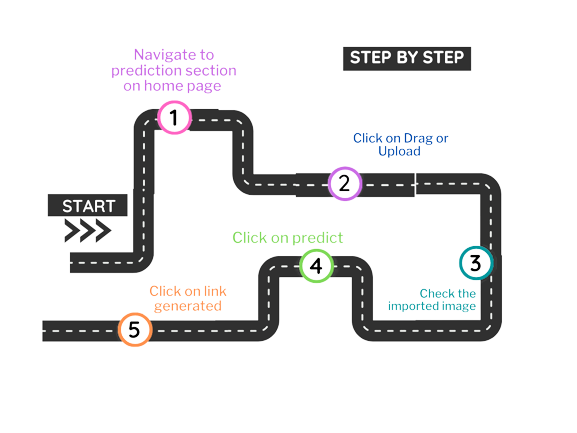 STEP BY STEP
Navigate to
prediction section
on home page
1
Click on Drag or
Upload
2
START
3
Check the
imported image
Click on predict
4
Click on link
generated
5